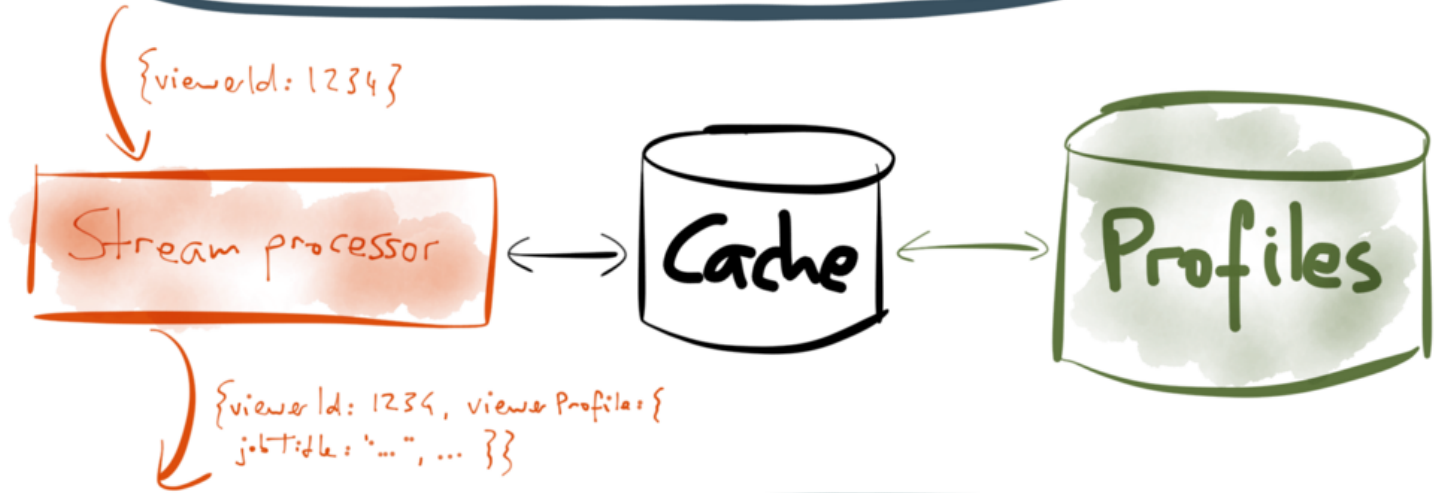 {viewerId: 1234}
Stream processor
Cache
Profiles
{viewerId: 1234, viewerProfile: {
jobTitle: "...", ... }}